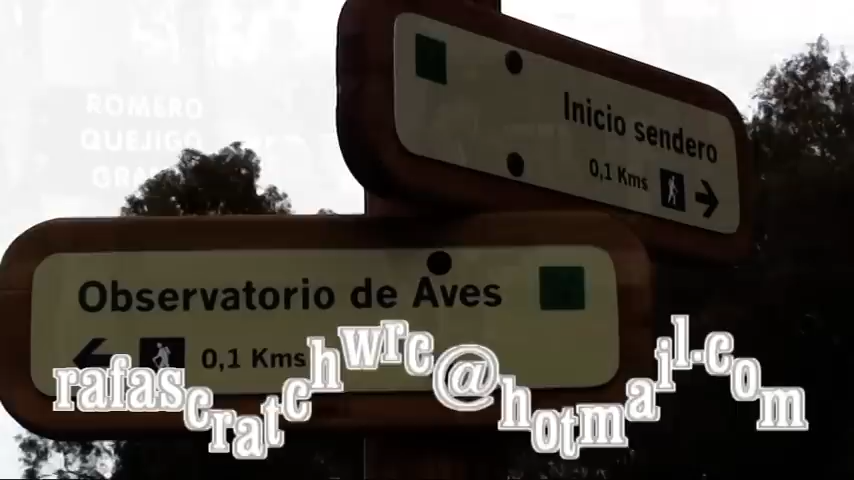 ROMERO
QUEJIGO
Inicio sendero
0,1 Kms
Observatorio de Aves
0,1 Kms
rafascratchwrc@hotmail.com